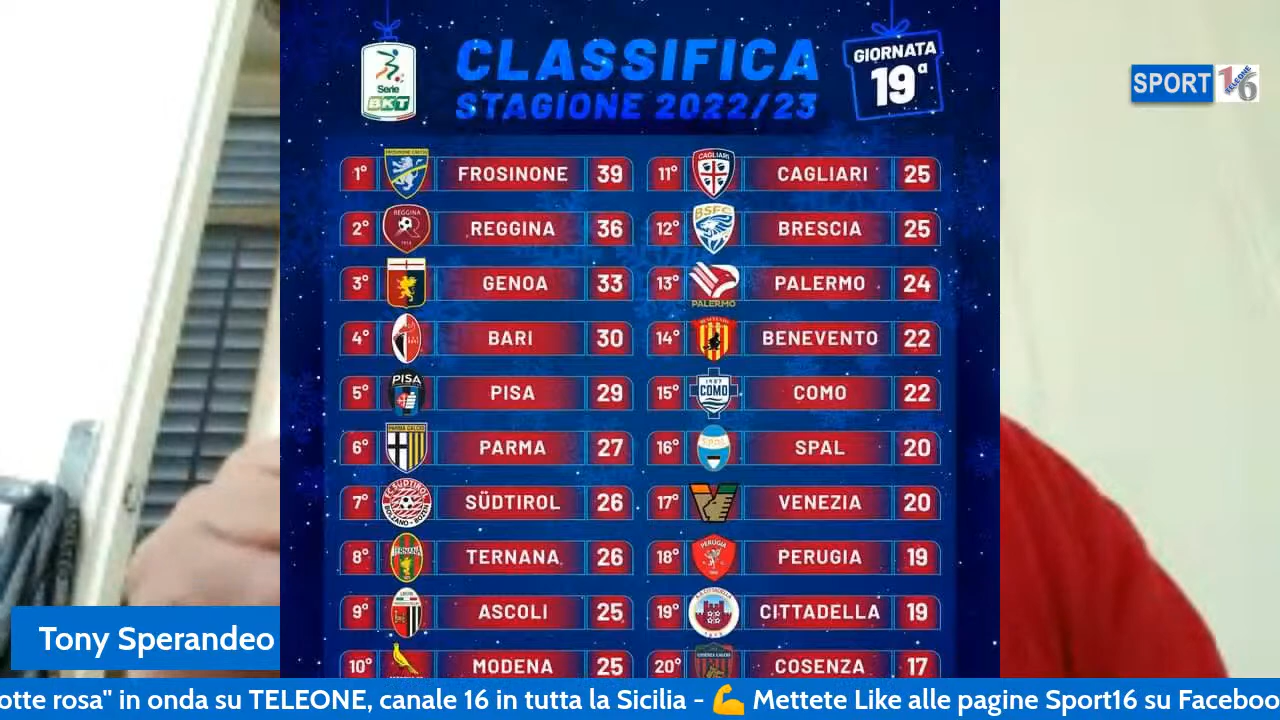 Serie
BKT
CLASSIFICA
STAGIONE 2022/23
GIORNATA
19ª
SPORT 16
TELEONE
1° FROSINONE 39
2° REGGINA 36
3° GENOA 33
4° BARI 30
5° PISA 29
6° PARMA 27
7° SÜDTIROL 26
8° TERNANA 26
9° ASCOLI 25
10° MODENA 25
11° CAGLIARI 25
12° BRESCIA 25
13° PALERMO 24
14° BENEVENTO 22
15° COMO 22
16° SPAL 20
17° VENEZIA 20
18° PERUGIA 19
19° CITTADELLA 19
20° COSENZA 17
Tony Sperandeo
otte rosa" in onda su TELEONE, canale 16 in tutta la Sicilia - 💪 Mettete Like alle pagine Sport16 su Faceboo